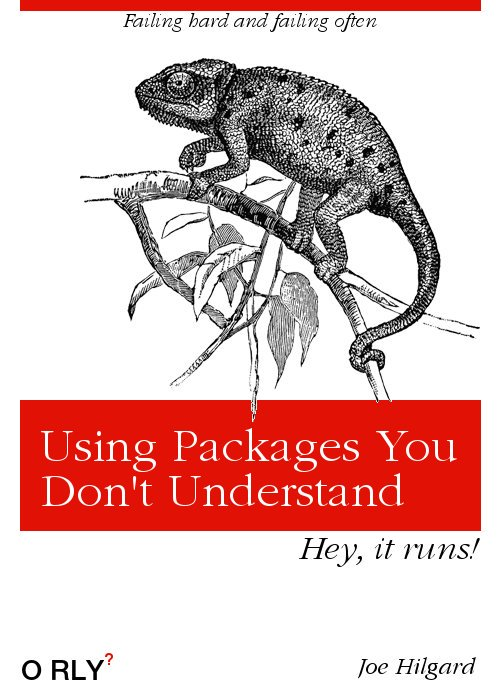 Failing hard and failing often
Using Packages You
Don't Understand
Hey, it runs!
O RLY?
Joe Hilgard